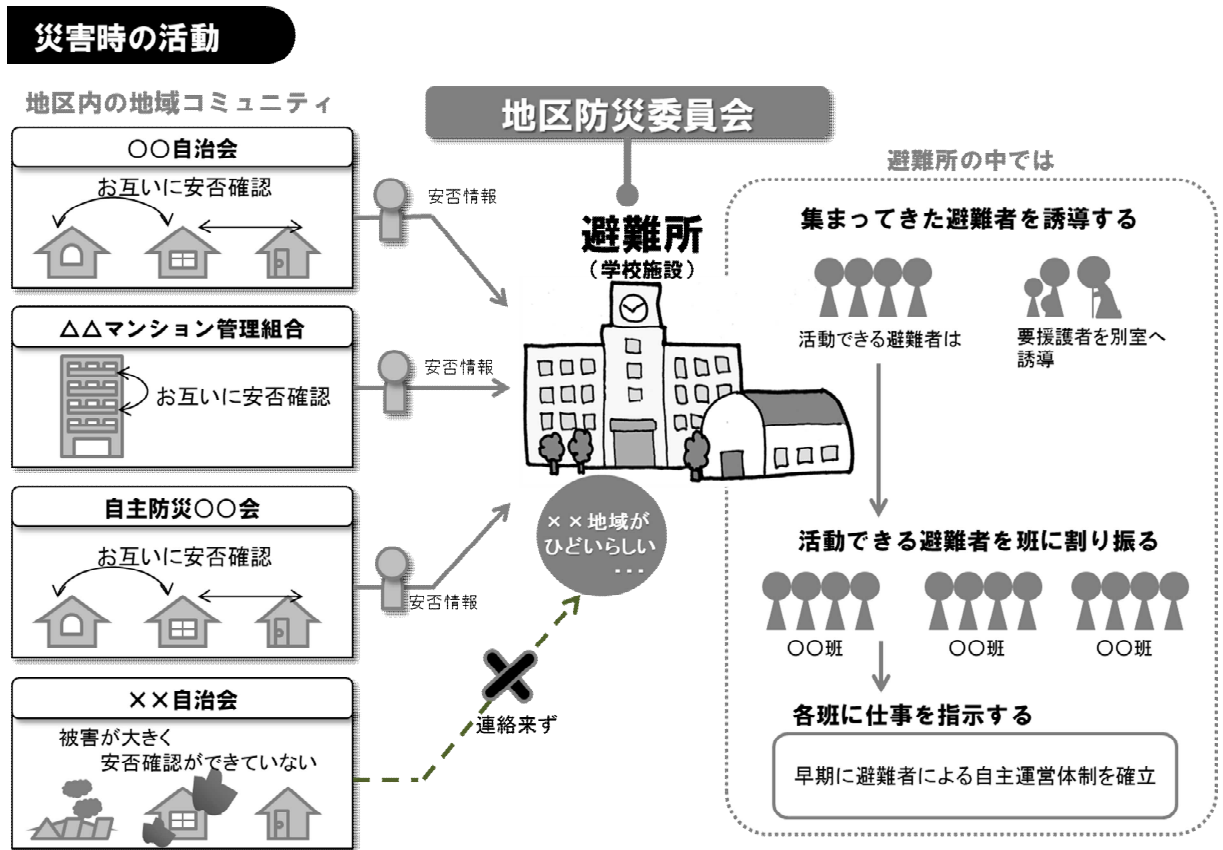 災害時の活動
地区内の地域コミュニティ
〇〇自治会
お互いに安否確認
安否情報
△△マンション管理組合
お互いに安否確認
安否情報
自主防災〇〇会
お互いに安否確認
安否情報
××自治会
被害が大きく
安否確認ができていない
連絡来ず
地区防災委員会
避難所
(学校施設)
××地域が
ひどいらしい
・・・
避難所の中では
集まってきた避難者を誘導する
活動できる避難者は
要援護者を別室へ
誘導
活動できる避難者を班に割り振る
〇〇班
〇〇班
〇〇班
各班に仕事を指示する
早期に避難者による自主運営体制を確立